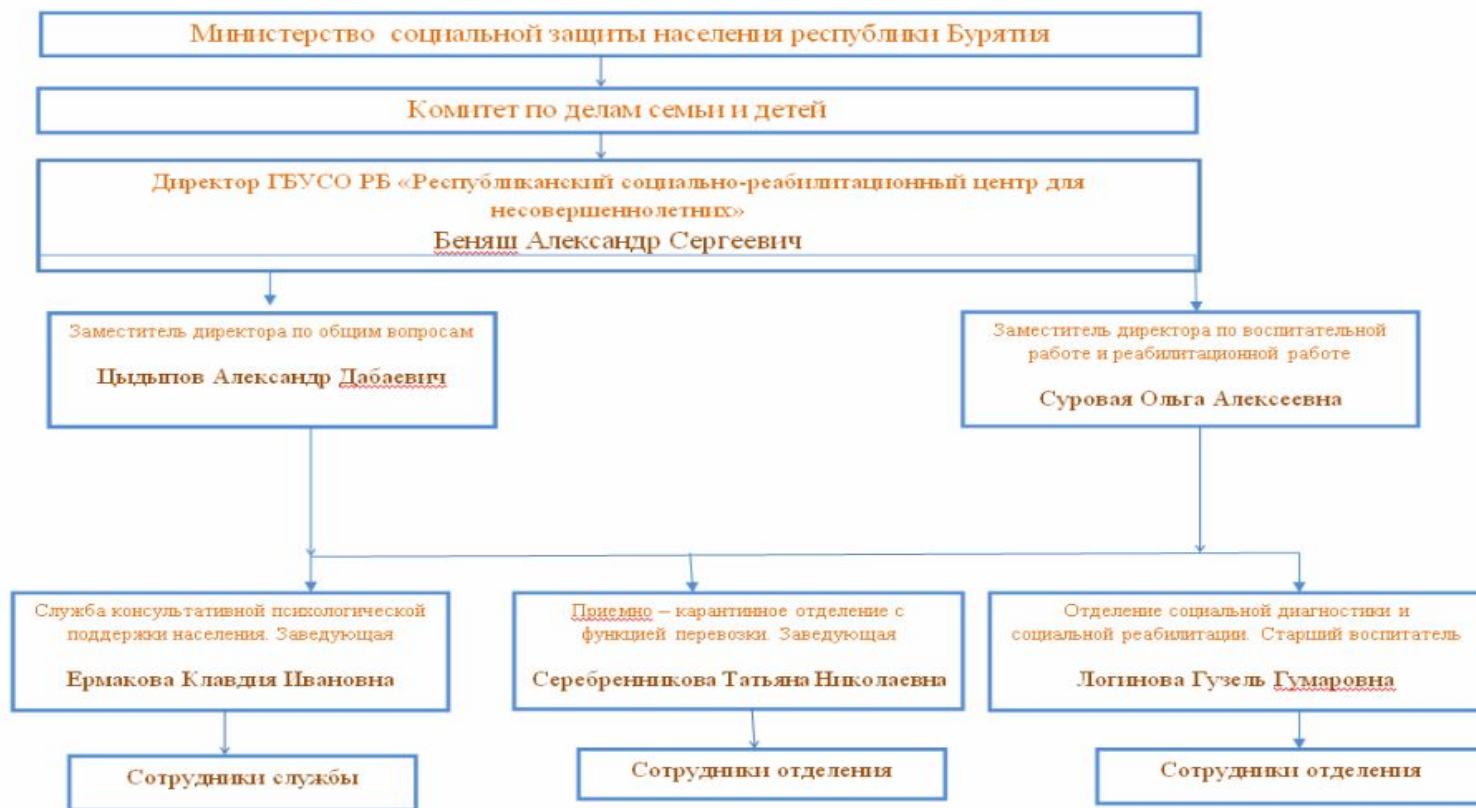 Министерство социальной защиты населения республики Бурятия
Комитет по делам семьи и детей
Директор ГБУСО РБ «Республиканский социально-реабилитационный центр для
несовершеннолетних»
Беняш Александр Сергеевич
Заместитель директора по общим вопросам
Цыдыпов Александр Дабаевич
Заместитель директора по воспитательной
работе и реабилитационной работе
Суровая Ольга Алексеевна
Служба консультативной психологической
поддержки населения. Заведующая
Ермакова Клавдия Ивановна
Приемно – карантинное отделение с
функцией перевозки. Заведующая
Серебренникова Татьяна Николаевна
Отделение социальной диагностики и
социальной реабилитации. Старший воспитатель
Логинова Гузель Гумаровна
Сотрудники службы
Сотрудники отделения
Сотрудники отделения